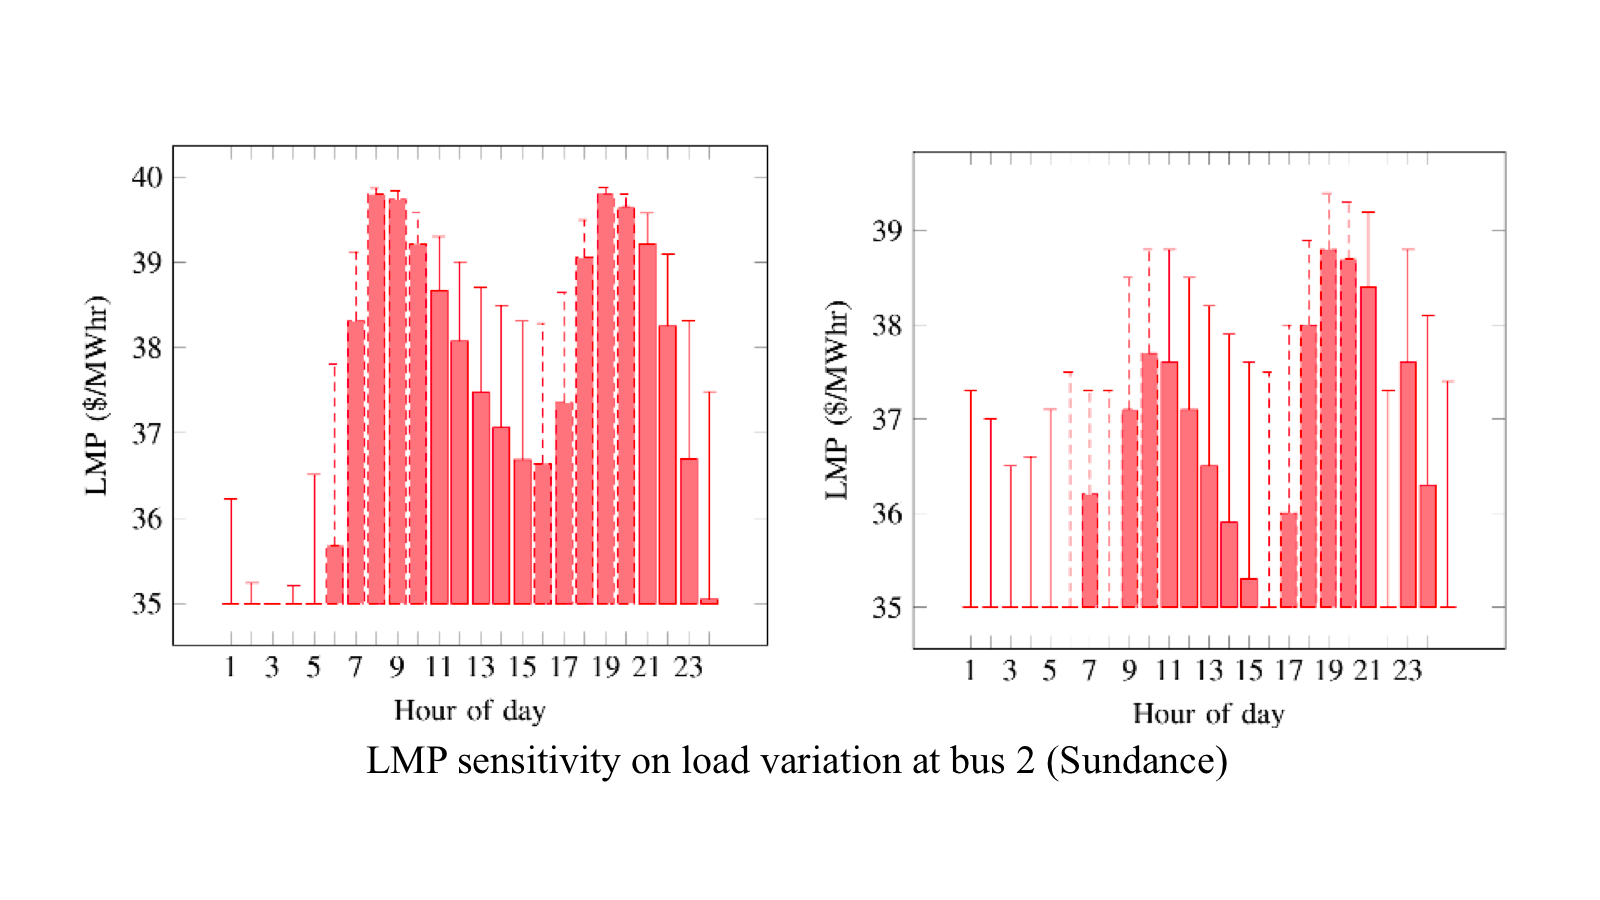 40
39
38
37
36
35
LMP ($/MWhr)
1 3 5 7 9 11 13 15 17 19 21 23
Hour of day
39
38
37
36
35
LMP ($/MWhr)
1 3 5 7 9 11 13 15 17 19 21 23
Hour of day
LMP sensitivity on load variation at bus 2 (Sundance)